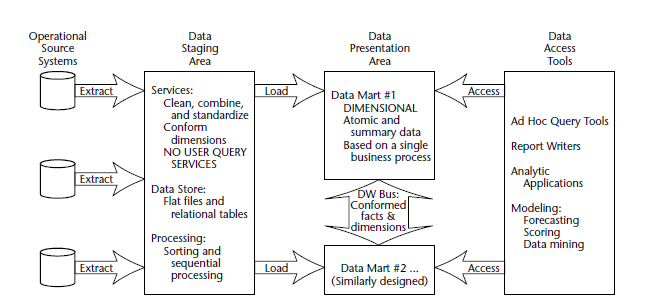 Operational
Source
Systems
Data
Staging
Area
Data
Presentation
Area
Data
Access
Tools
Extract
Extract
Extract
Services:
Clean, combine,
and standardize
Conform
dimensions
NO USER QUERY
SERVICES
Data Store:
Flat files and
relational tables
Processing:
Sorting and
sequential
processing
Load
Load
Data Mart #1
DIMENSIONAL
Atomic and
summary data
Based on a single
business process
DW Bus:
Conformed
facts &
dimensions
Data Mart #2 ...
(Similarly designed)
Access
Access
Ad Hoc Query Tools
Report Writers
Analytic
Applications
Modeling:
Forecasting
Scoring
Data mining